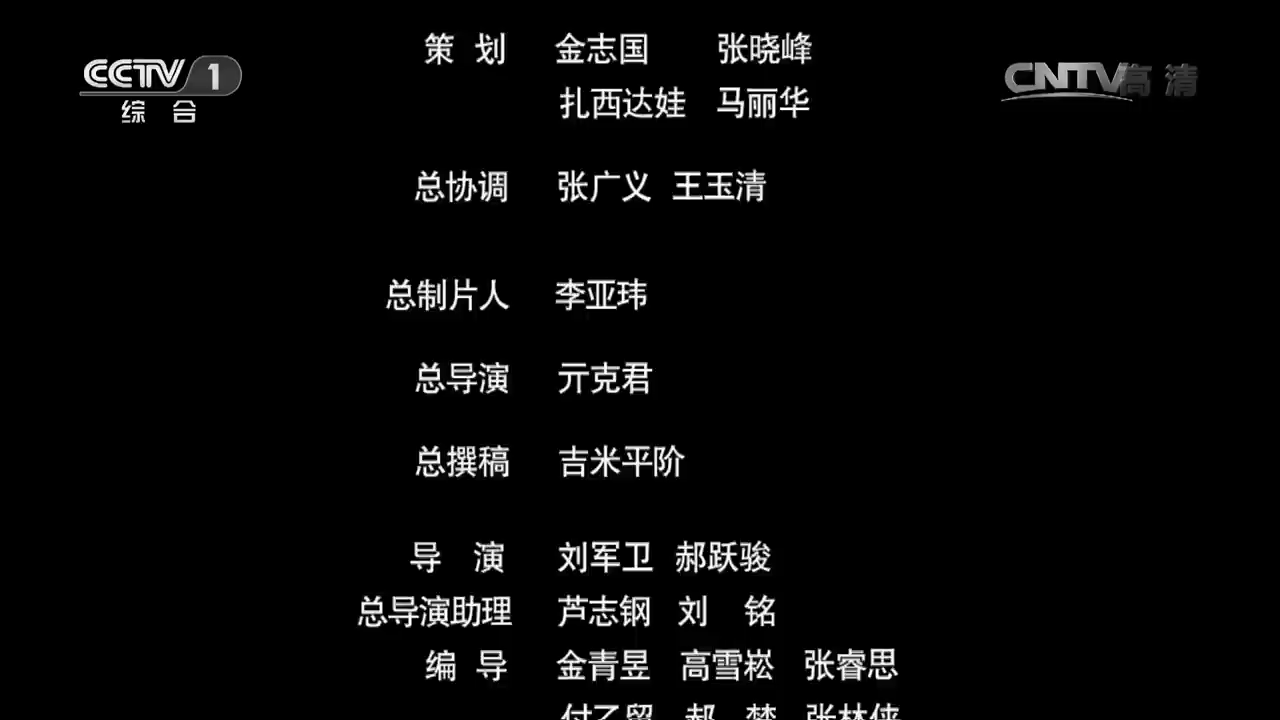 策 划 金志国 张晓峰
CCTV 1
CNTV高清
综合
扎西达娃 马丽华
总协调 张广义 王玉清
总制片人 李亚玮
总导演 亓克君
总撰稿 吉米平阶
导 演 刘军卫 郝跃骏
总导演助理 芦志钢 刘 铭
编 导 金青昱 高雪崧 张睿思